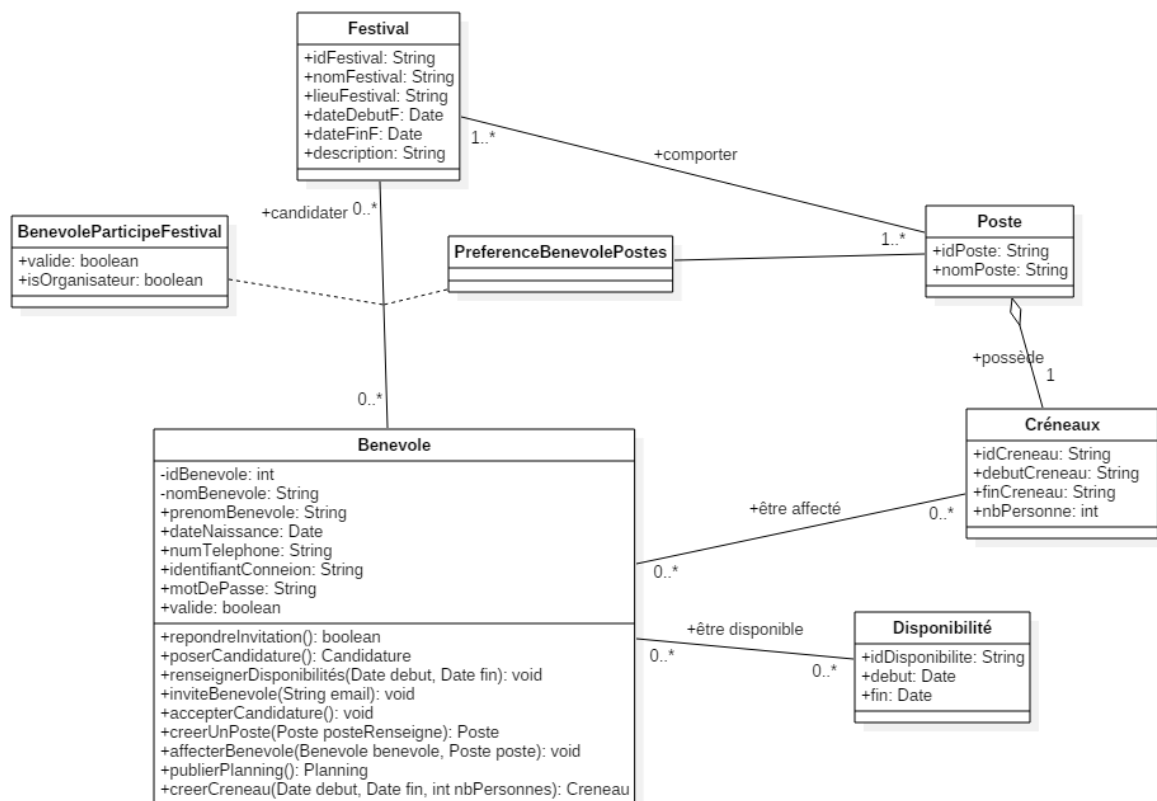 Festival
+idFestival: String
+nomFestival: String
+lieuFestival: String
+dateDebutF: Date
+dateFinF: Date
+description: String
1..*
+comporter
1..*
+candidater
0..*
BenevoleParticipeFestival
+valide: boolean
+isOrganisateur: boolean
PreferenceBenevolePostes
Poste
+idPoste: String
+nomPoste: String
+possède
1
0..*
Créneaux
+idCreneau: String
+debutCreneau: String
+finCreneau: String
+nbPersonne: int
Benevole
-idBenevole: int
-nomBenevole: String
+prenomBenevole: String
+dateNaissance: Date
+numTelephone: String
+identifiantConneion: String
+motDePasse: String
+valide: boolean
+repondreInvitation(): boolean
+poserCandidature(): Candidature
+renseignerDisponibilités(Date debut, Date fin): void
+inviteBenevole(String email): void
+accepterCandidature(): void
+creerUnPoste(Poste posteRenseigne): Poste
+affecterBenevole(Benevole benevole, Poste poste): void
+publierPlanning(): Planning
+creerCreneau(Date debut, Date fin, int nbPersonnes): Creneau
+être affecté
0..*
0..*
+être disponible
0..*
0..*
Disponibilité
+idDisponibilite: String
+debut: Date
+fin: Date